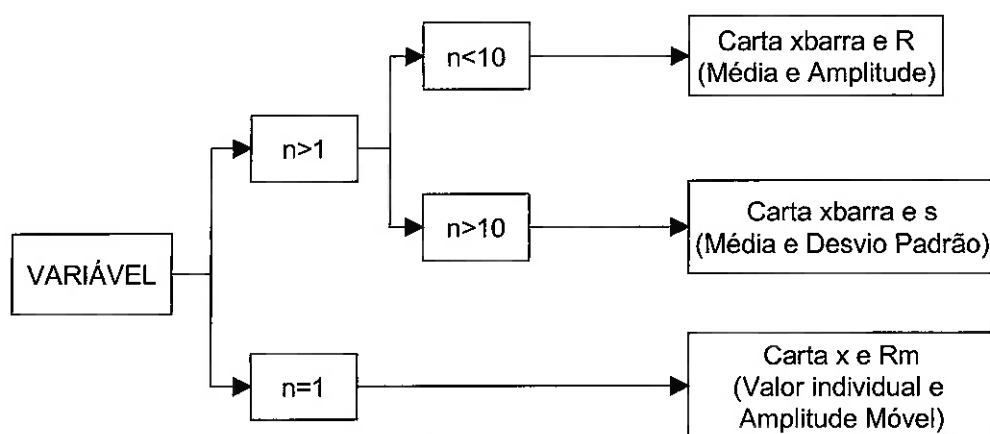 n<10
Carta xbarra e R
(Média e Amplitude)
n>1
n>10
Carta xbarra e s
(Média e Desvio Padrão)
VARIÁVEL
n=1
Carta x e Rm
(Valor individual e
Amplitude Móvel)